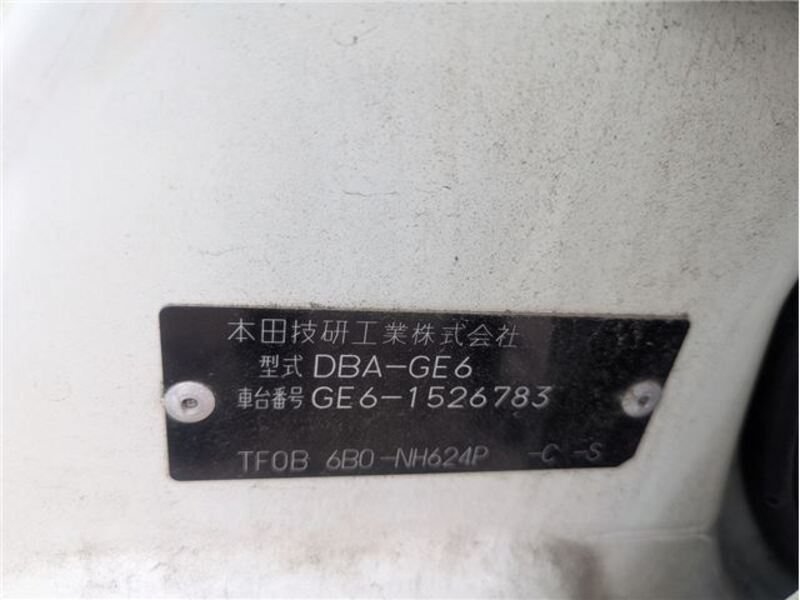 本田技研工業株式会社
型式 DBA-GE6
車台番号 GE6-1526783
TF0B 6B0-NH624P -C -S